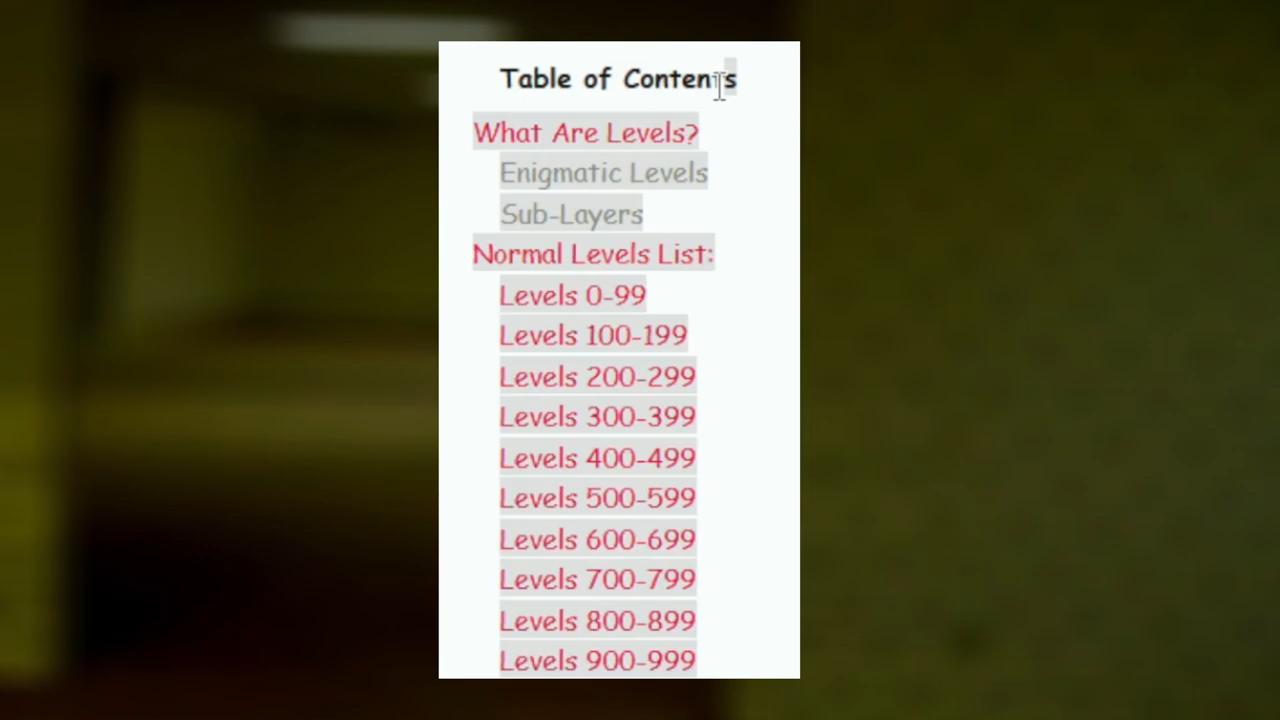 Table of Contents
What Are Levels?
Enigmatic Levels
Sub-Layers
Normal Levels List:
Levels 0-99
Levels 100-199
Levels 200-299
Levels 300-399
Levels 400-499
Levels 500-599
Levels 600-699
Levels 700-799
Levels 800-899
Levels 900-999